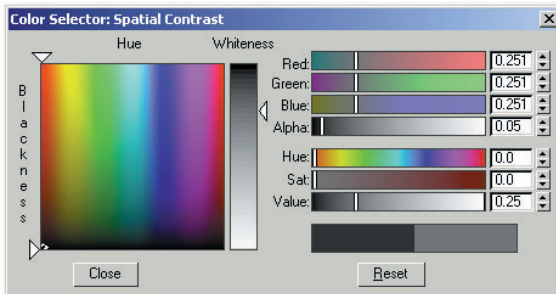 Color Selector: Spatial Contrast
Hue
Whiteness
Blackness
Red: 0.251
Green: 0.251
Blue: 0.251
Alpha: 0.05
Hue: 0.0
Sat: 0.0
Value: 0.25
Close
Reset